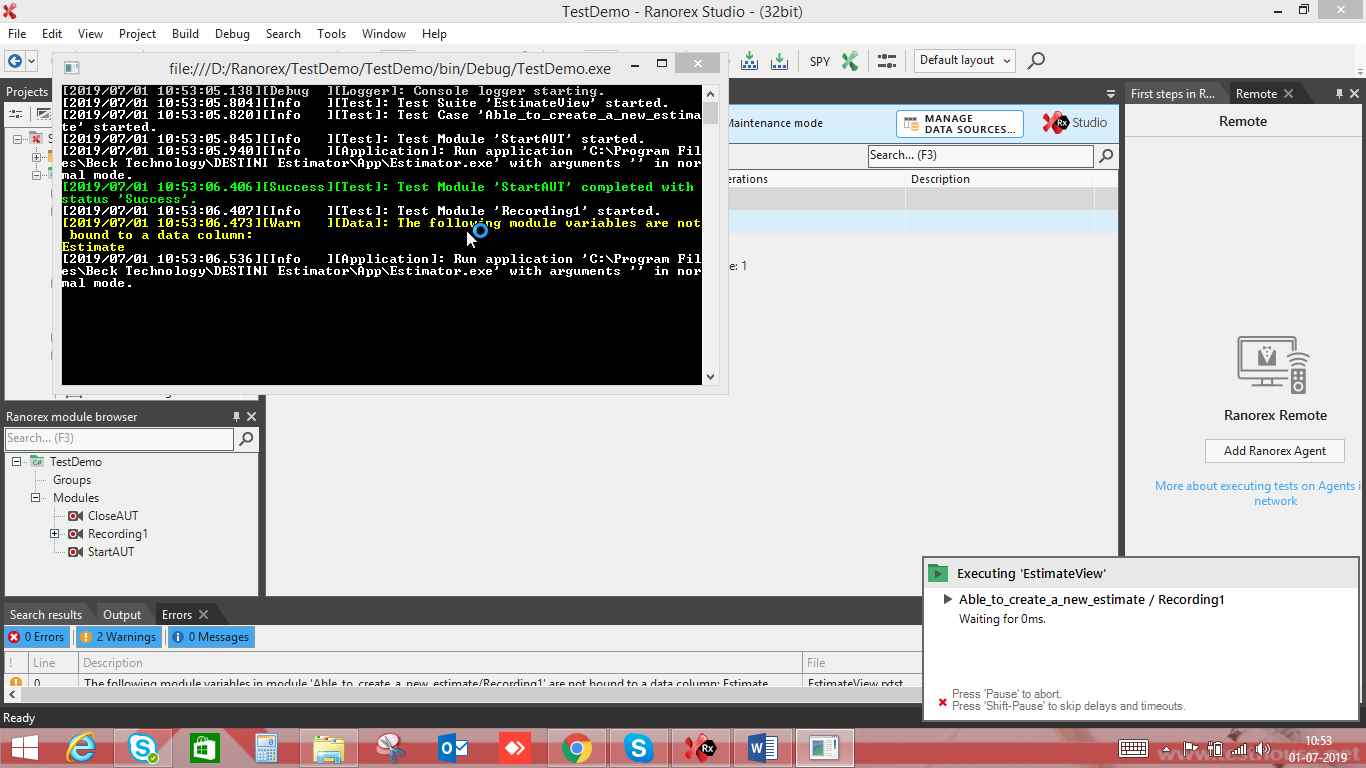 TestDemo - Ranorex Studio - (32bit)
File Edit View Project Build Debug Search Tools Window Help
file:///D:/Ranorex/TestDemo/TestDemo/bin/Debug/TestDemo.exe
SPY
Default layout
[2019/07/01 10:53:05.138][Debug ][Logger]: Console logger starting.
[2019/07/01 10:53:05.804][Info ][Test]: Test Suite 'EstimateView' started.
[2019/07/01 10:53:05.820][Info ][Test]: Test Case 'Able_to_create_a_new_estima
te' started.
[2019/07/01 10:53:05.845][Info ][Test]: Test Module 'StartAUT' started.
[2019/07/01 10:53:05.940][Info ][Application]: Run application 'C:\Program Fil
es\Beck Technology\DESTINI Estimator\App\Estimator.exe' with arguments '' in nor
mal mode.
[2019/07/01 10:53:06.406][Success][Test]: Test Module 'StartAUT' completed with
status 'Success'.
[2019/07/01 10:53:06.407][Info ][Test]: Test Module 'Recording1' started.
[2019/07/01 10:53:06.473][Warn ][Data]: The following module variables are not
bound to a data column:
Estimate
[2019/07/01 10:53:06.536][Info ][Application]: Run application 'C:\Program Fil
es\Beck Technology\DESTINI Estimator\App\Estimator.exe' with arguments '' in nor
mal mode.
Projects
S
Maintenance mode
MANAGE
DATA SOURCES...
Rx Studio
Search... (F3)
erations
Description
e: 1
First steps in R...
Remote
Remote
Ranorex Remote
Add Ranorex Agent
More about executing tests on Agents i
network
Ranorex module browser
Search... (F3)
TestDemo
Groups
Modules
CloseAUT
Recording1
StartAUT
Executing 'EstimateView'
Able_to_create_a_new_estimate / Recording1
Waiting for 0ms.
Press 'Pause' to abort.
Press 'Shift-Pause' to skip delays and timeouts.
Search results Output Errors
0 Errors 2 Warnings 0 Messages
! Line Description File
0 The following module variables in module 'Able_to_create_a_new_estimate/Recording1' are not bound to a data column: Estimate EstimateView.rxtst
Ready
10:53
01-07-2019